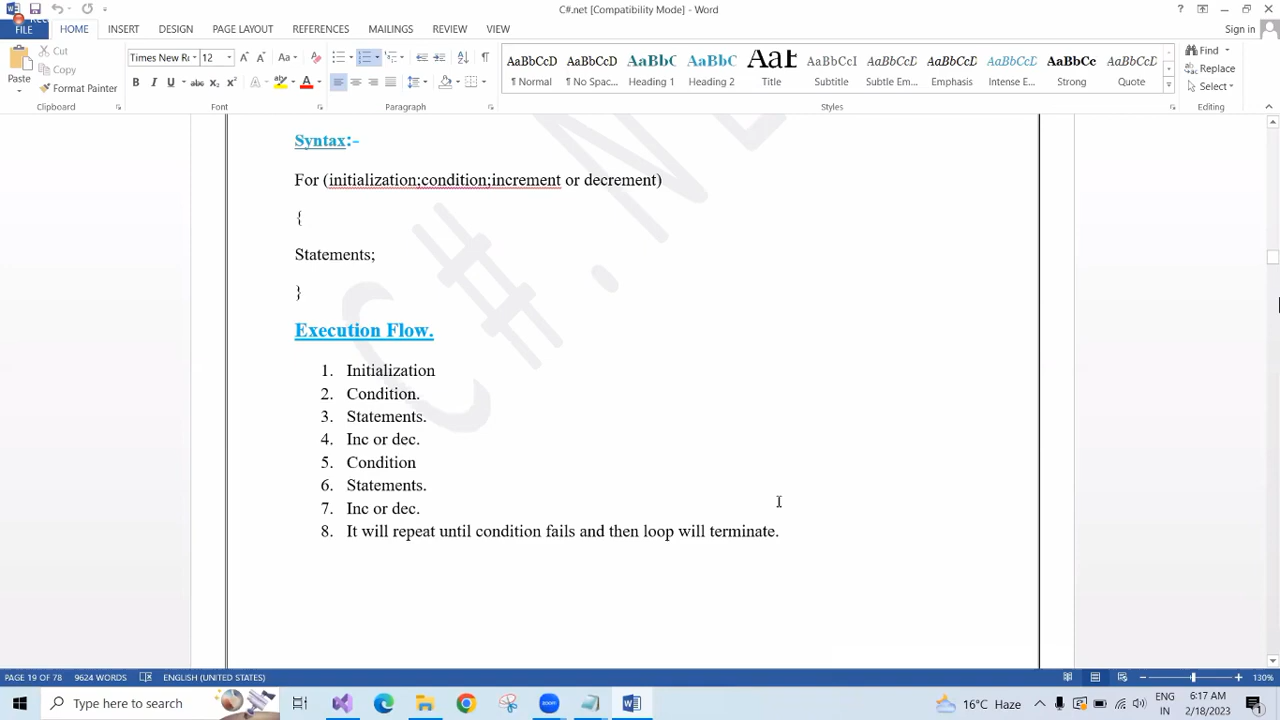 C#.net [Compatibility Mode] - Word
FILE HOME INSERT DESIGN PAGE LAYOUT REFERENCES MAILINGS REVIEW VIEW Sign in
Paste Cut Copy Format Painter
Times New Ro 12 Aa
AaBbCcD AaBbCcD AaBbC AaBbC AaB AaBbCcI AaBbCcD AaBbCcD AaBbCcD AaBbCc AaBbCcD
¶ Normal ¶ No Spac... Heading 1 Heading 2 Title Subtitle Subtle Em... Emphasis Intense E... Strong Quote
Find Replace Select
Clipboard Font Paragraph Styles Editing
Syntax:-
For (initialization;condition;increment or decrement)
{
Statements;
}
Execution Flow.
1. Initialization
2. Condition.
3. Statements.
4. Inc or dec.
5. Condition
6. Statements.
7. Inc or dec.
8. It will repeat until condition fails and then loop will terminate.
PAGE 19 OF 78 9624 WORDS ENGLISH (UNITED STATES) 130%
Type here to search zoom 16°C Haze ENG IN 6:17 AM 2/18/2023